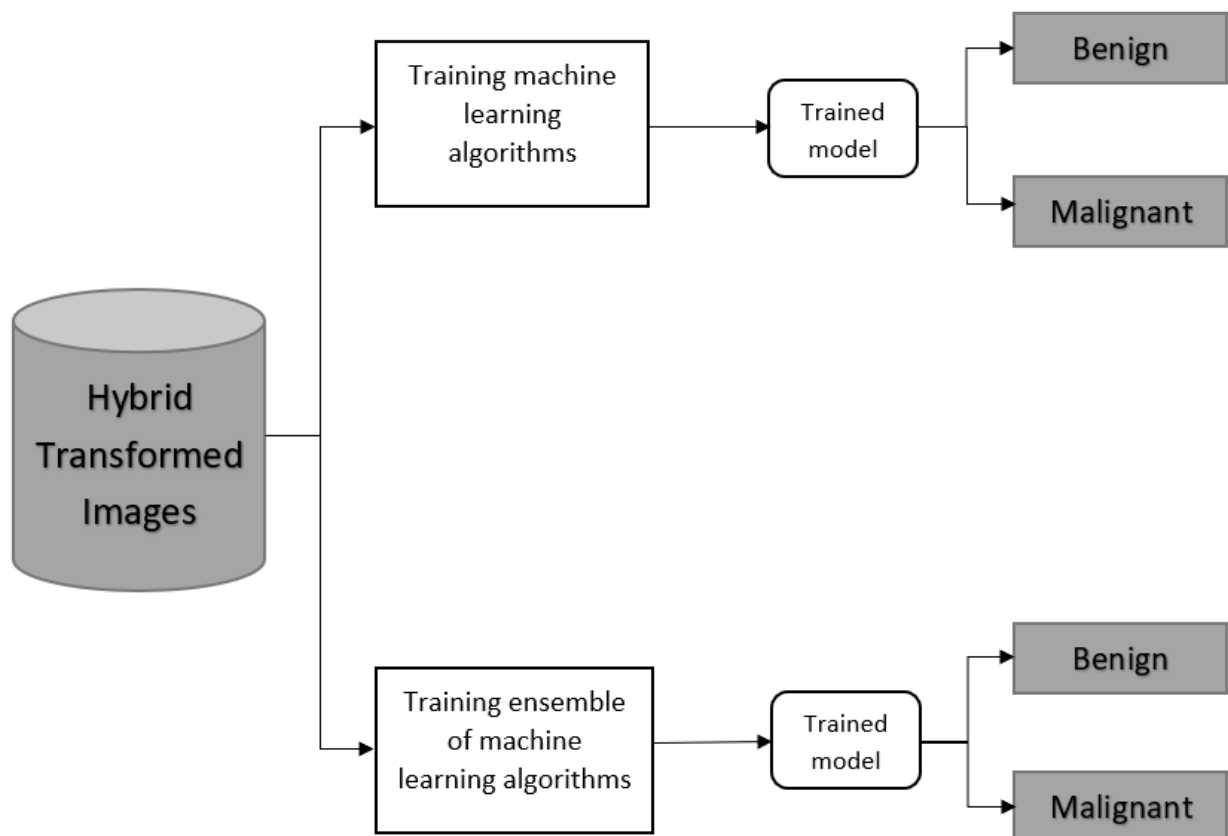 Training machine
learning
algorithms
Trained
model
Benign
Malignant
Hybrid
Transformed
Images
Training ensemble
of machine
learning algorithms
Trained
model
Benign
Malignant